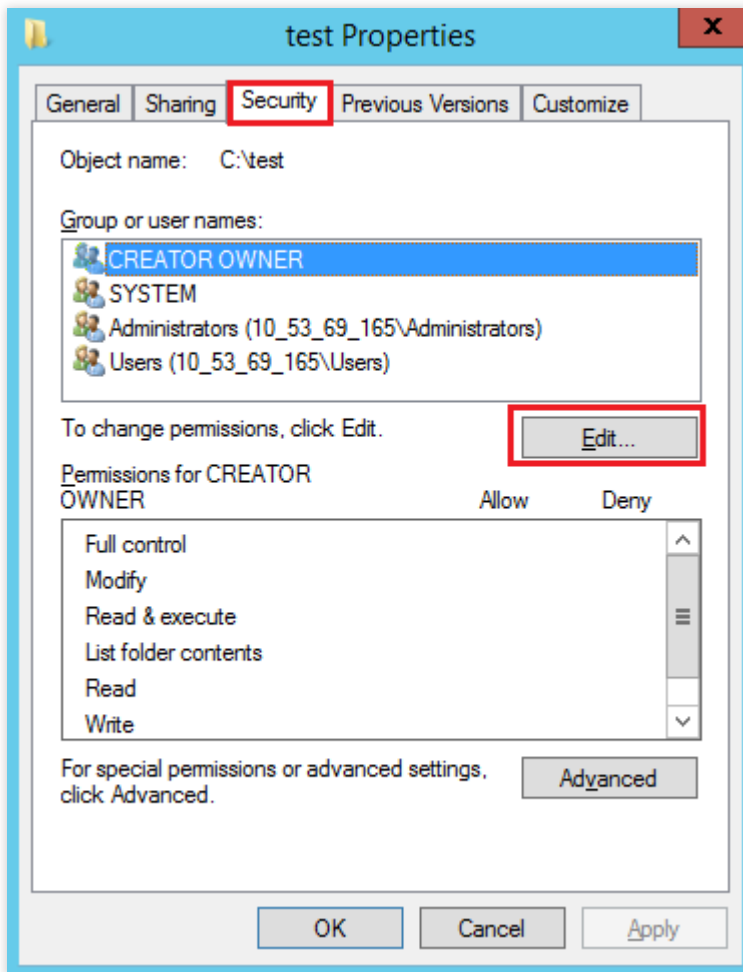 test Properties
x
General Sharing Security Previous Versions Customize
Object name: C:\test
Group or user names:
CREATOR OWNER
SYSTEM
Administrators (10_53_69_165\Administrators)
Users (10_53_69_165\Users)
To change permissions, click Edit.
Edit...
Permissions for CREATOR
OWNER Allow Deny
Full control
Modify
Read & execute
List folder contents
Read
Write
For special permissions or advanced settings,
click Advanced.
Advanced
OK Cancel Apply